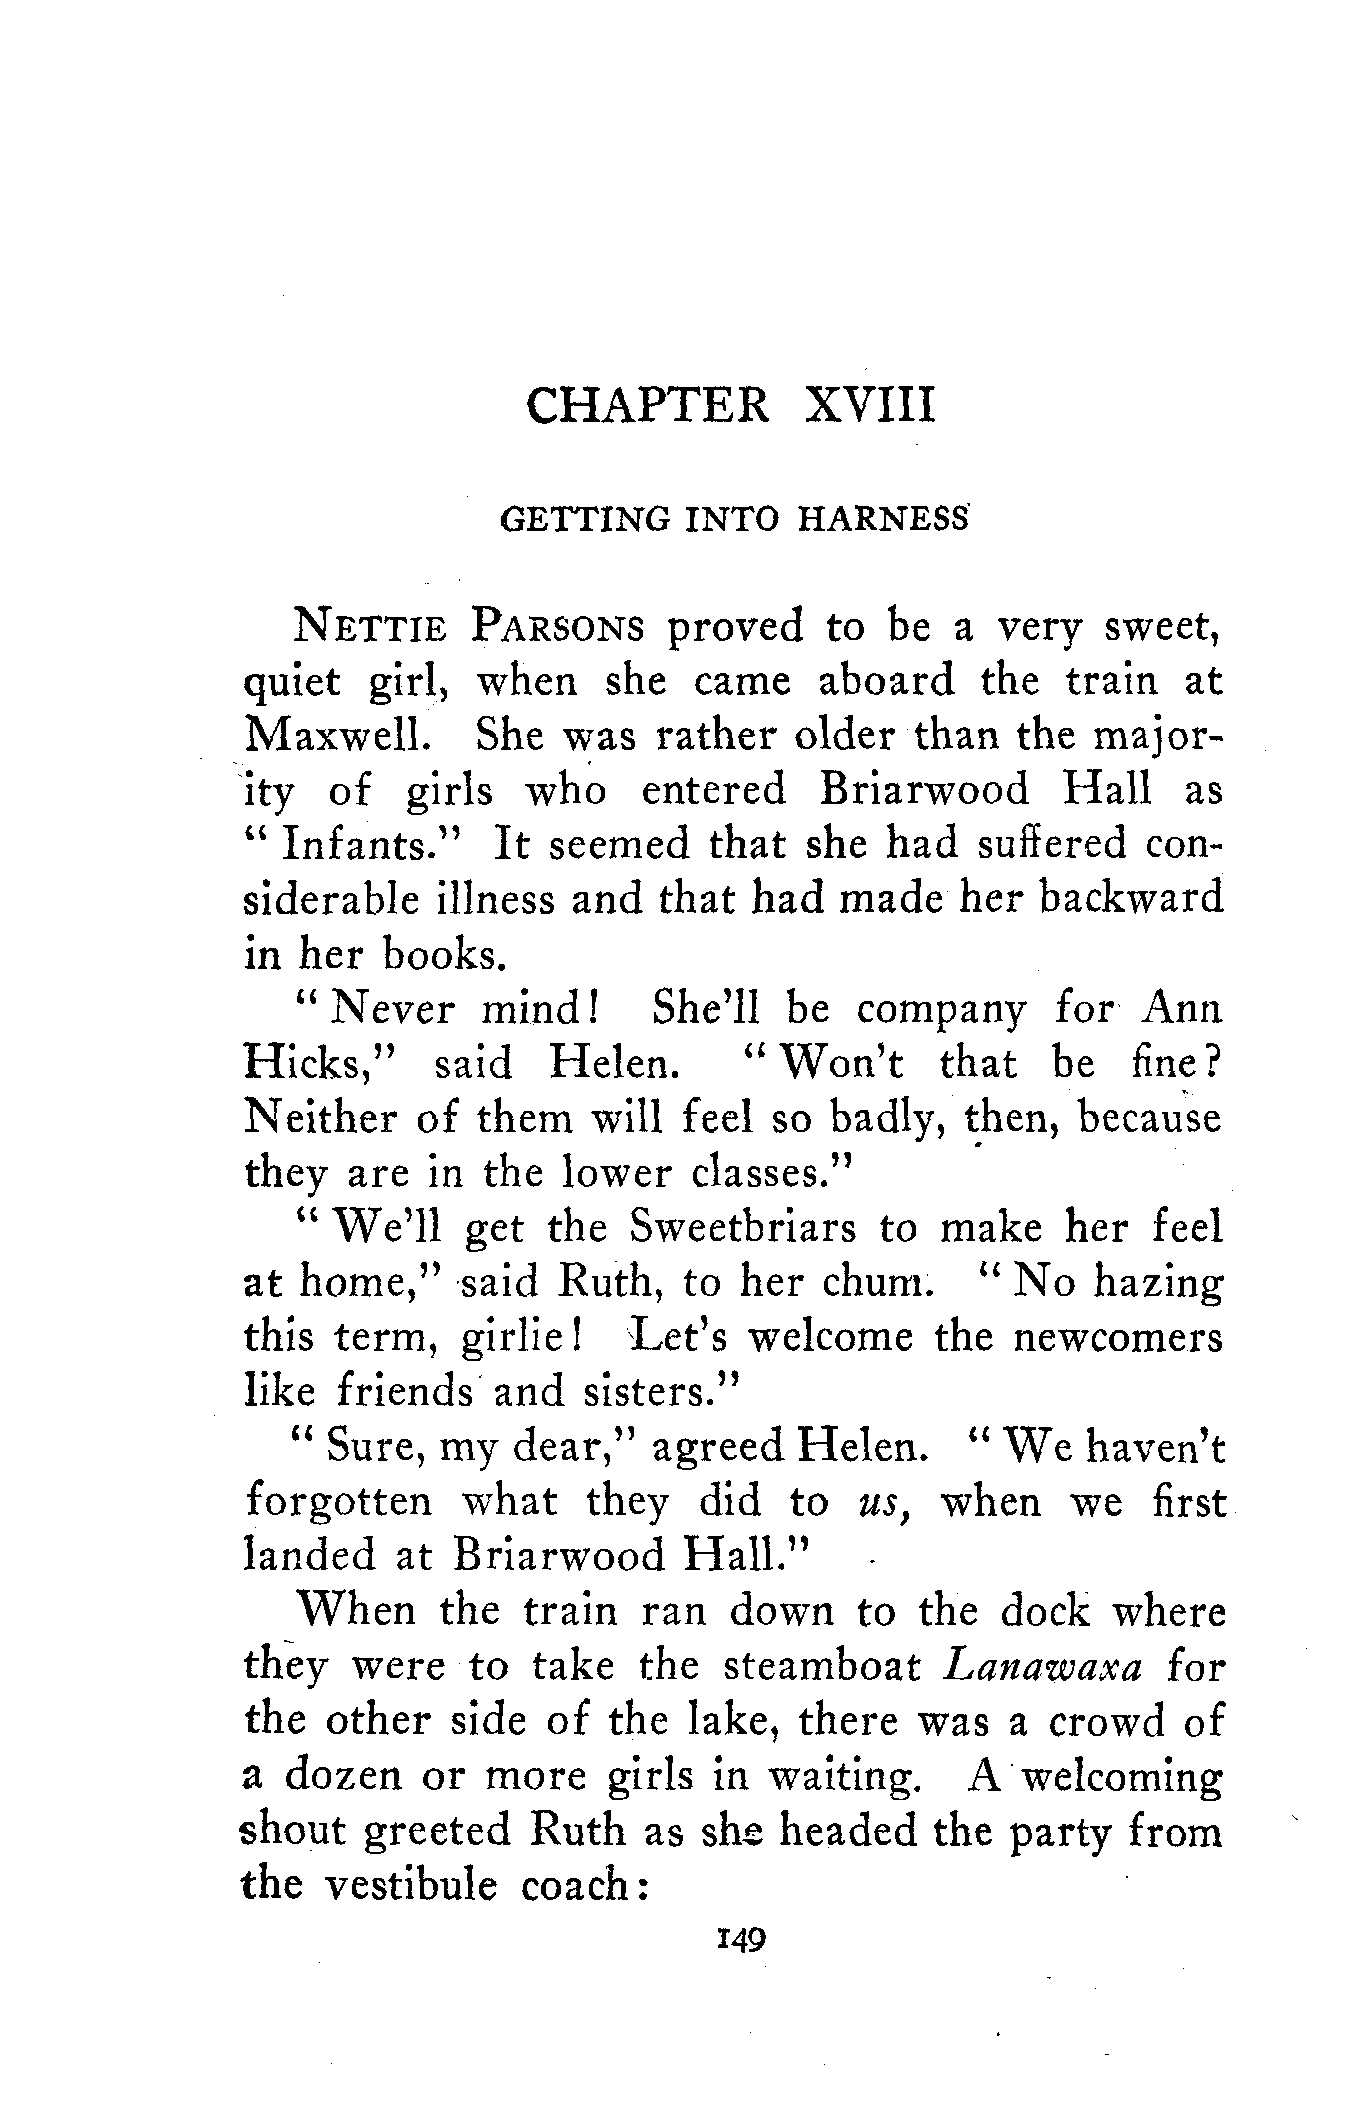 CHAPTER XVIII
GETTING INTO HARNESS
NETTIE PARSONS proved to be a very sweet,
quiet girl, when she came aboard the train at
Maxwell. She was rather older than the major-
ity of girls who entered Briarwood Hall as
“ Infants.” It seemed that she had suffered con-
siderable illness and that had made her backward
in her books.
“ Never mind! She’ll be company for Ann
Hicks,” said Helen. “ Won’t that be fine?
Neither of them will feel so badly, then, because
they are in the lower classes.”
“ We’ll get the Sweetbriars to make her feel
at home,” said Ruth, to her chum. “ No hazing
this term, girlie! Let’s welcome the newcomers
like friends and sisters.”
“ Sure, my dear,” agreed Helen. “ We haven’t
forgotten what they did to us, when we first
landed at Briarwood Hall.”
When the train ran down to the dock where
they were to take the steamboat Lanawaxa for
the other side of the lake, there was a crowd of
a dozen or more girls in waiting. A welcoming
shout greeted Ruth as she headed the party from
the vestibule coach:
149